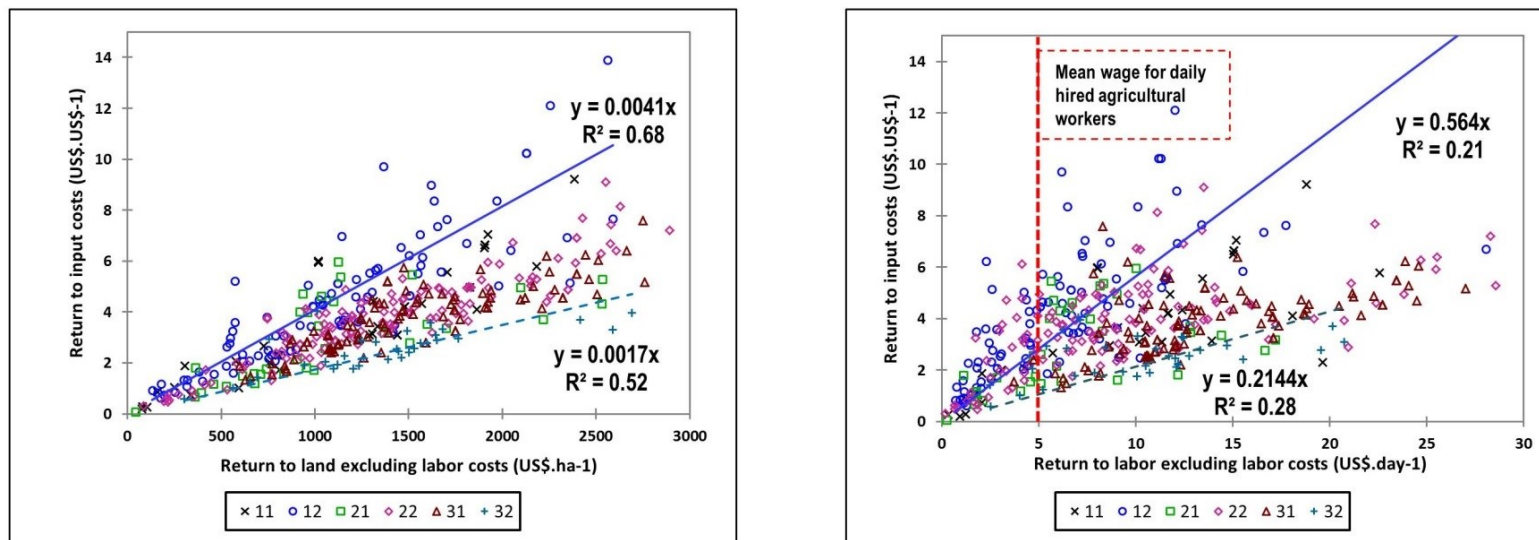 14
12
10
8
6
4
2
0
Return to input costs (US$.US$-1)
y = 0.0041x
R² = 0.68
y = 0.0017x
R² = 0.52
0 500 1000 1500 2000 2500 3000
Return to land excluding labor costs (US$.ha-1)
11 12 21 22 31 32
14
12
10
8
6
4
2
0
Return to input costs (US$.US$-1)
Mean wage for daily
hired agricultural
workers
y = 0.564x
R² = 0.21
y = 0.2144x
R² = 0.28
0 5 10 15 20 25 30
Return to labor excluding labor costs (US$.day-1)
11 12 21 22 31 32